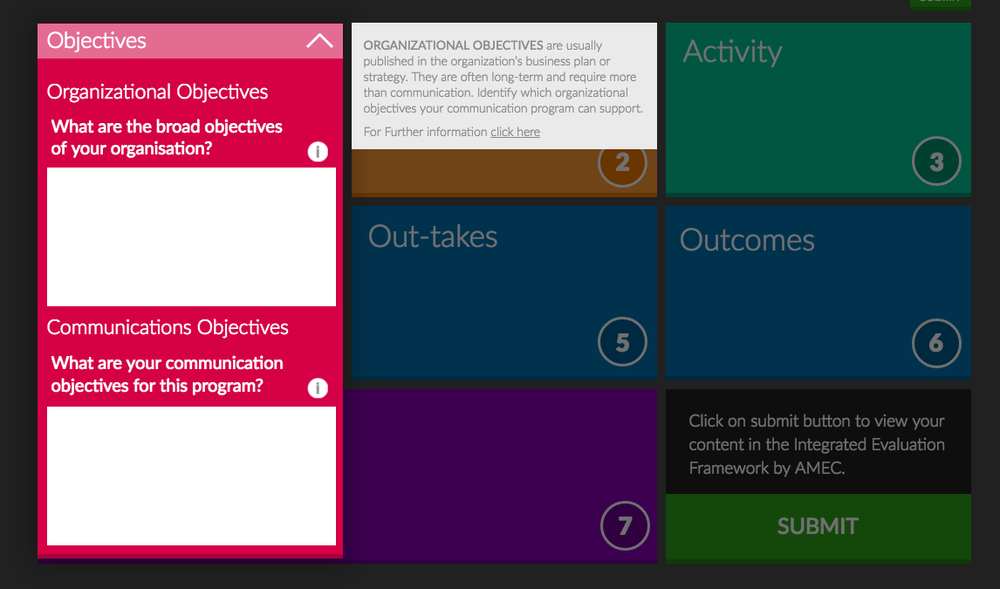 Objectives
Organizational Objectives
What are the broad objectives
of your organisation?
i
Communications Objectives
What are your communication
objectives for this program?
i
ORGANIZATIONAL OBJECTIVES are usually
published in the organization's business plan or
strategy. They are often long-term and require more
than communication. Identify which organizational
objectives your communication program can support.
For Further information click here
2
Activity
3
Out-takes
5
Outcomes
6
7
Click on submit button to view your
content in the Integrated Evaluation
Framework by AMEC.
SUBMIT